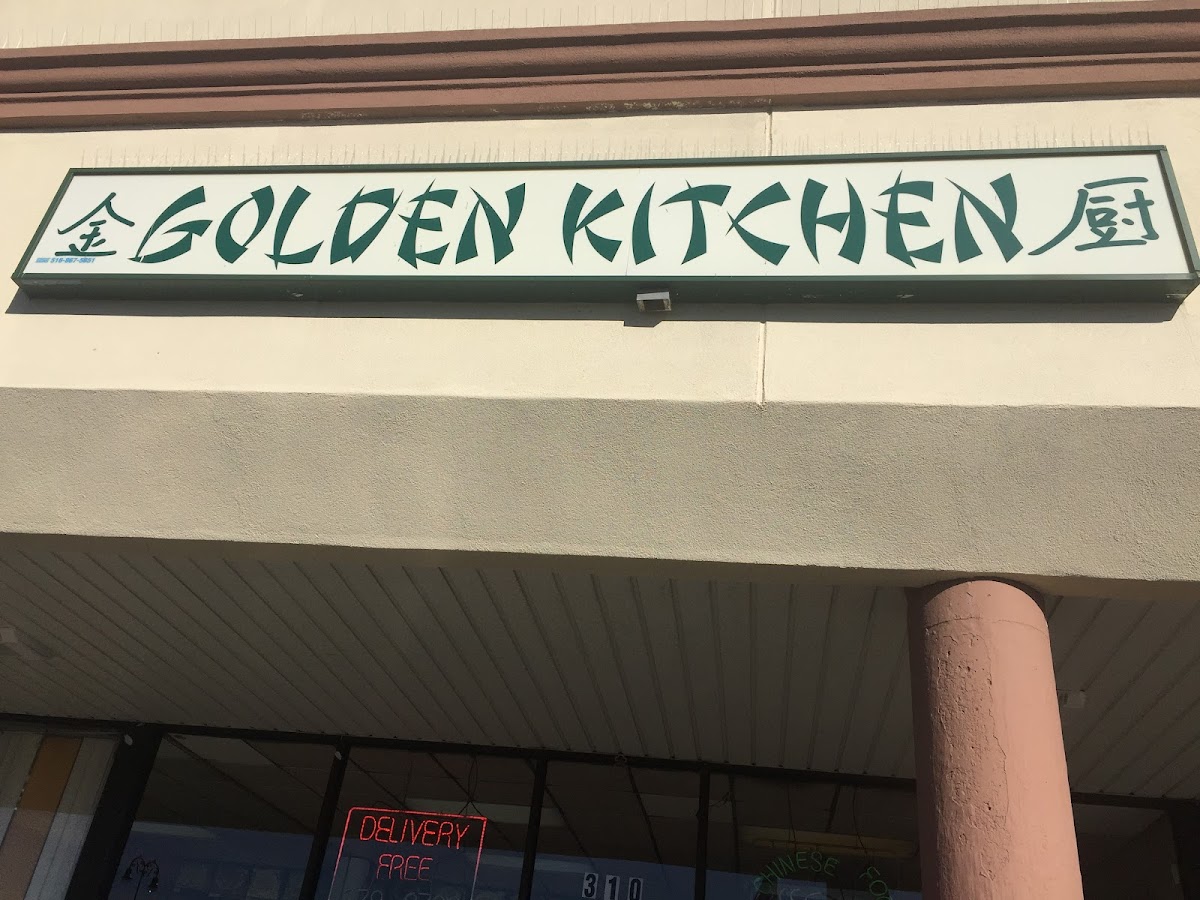 金 GOLDEN KITCHEN 厨
DELIVERY
FREE
310
CHINESE